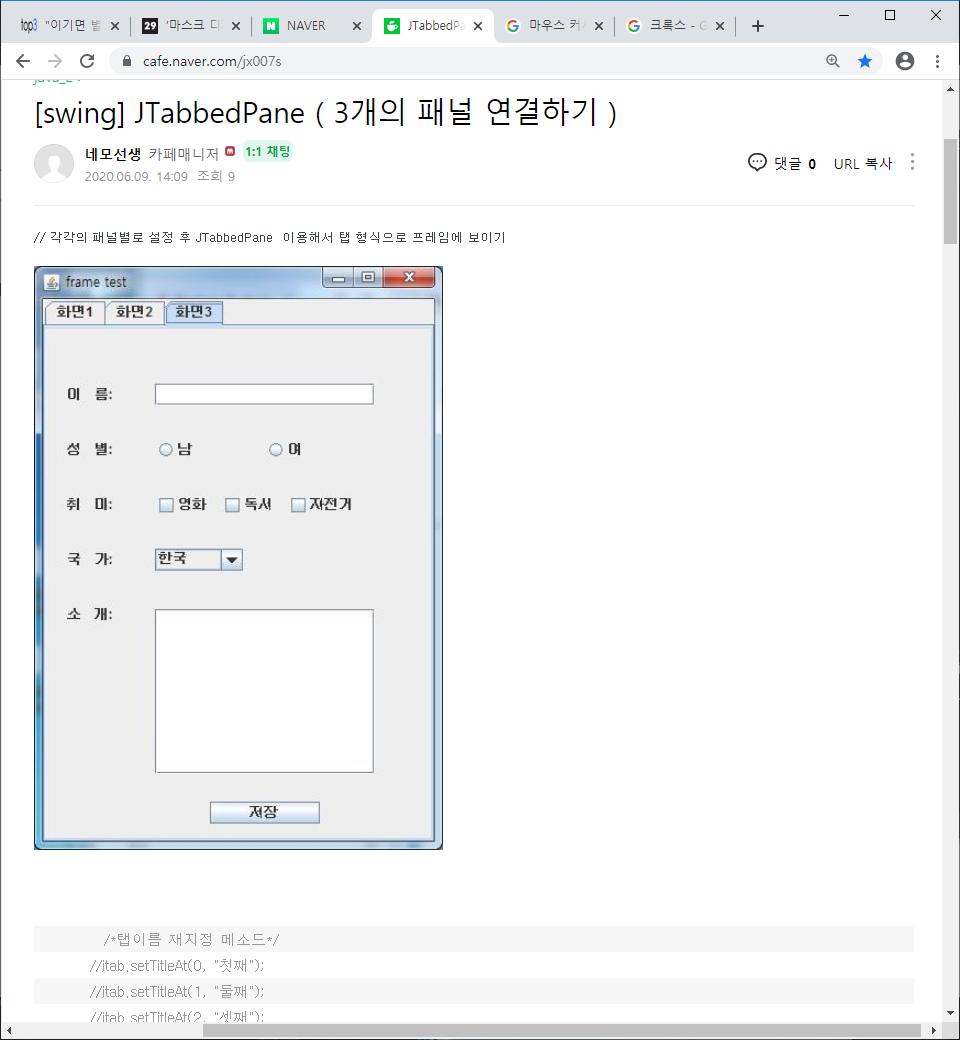 "이기면
'마스크
NAVER
JTabbedPa
마우스 커서
크록스 - G
cafe.naver.com/jx007s
java_z
[swing] JTabbedPane ( 3개의 패널 연결하기 )
네모선생 카페매니저 1:1 채팅
2020.06.09. 14:09 조회 9
댓글 0 URL 복사
// 각각의 패널별로 설정 후 JTabbedPane 이용해서 탭 형식으로 프레임에 보이기
frame test
화면1 화면2 화면3
이 름:
성 별: 남 여
취 미: 영화 독서 자전거
국 가: 한국
소 개:
저장
/*탭이름 재지정 메소드*/
//jtab.setTitleAt(0, "첫째");
//jtab.setTitleAt(1, "둘째");
//jtab.setTitleAt(2, "셋째");